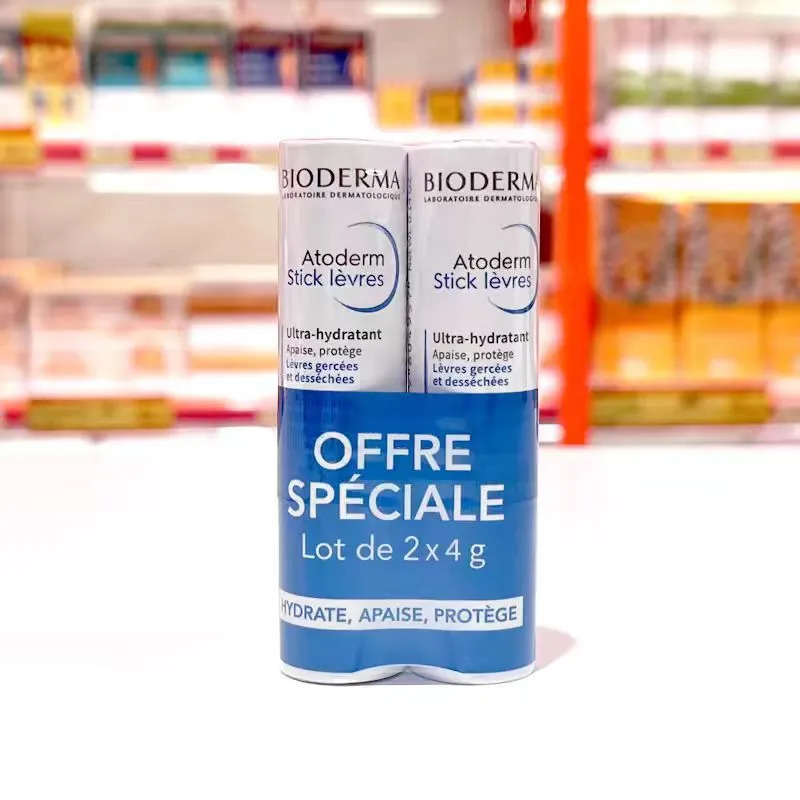 BIODERMA
LABORATOIRE DERMATOLOGIQUE
Atoderm
Stick lèvres
Ultra-hydratant
Apaise, protège
Lèvres gercées
et desséchées
BIODERMA
LABORATOIRE DERMATOLOGIQUE
Atoderm
Stick lèvres
Ultra-hydratant
Apaise, protège
Lèvres gercées
et desséchées
OFFRE
SPÉCIALE
Lot de 2 x 4 g
HYDRATE, APAISE, PROTÈGE